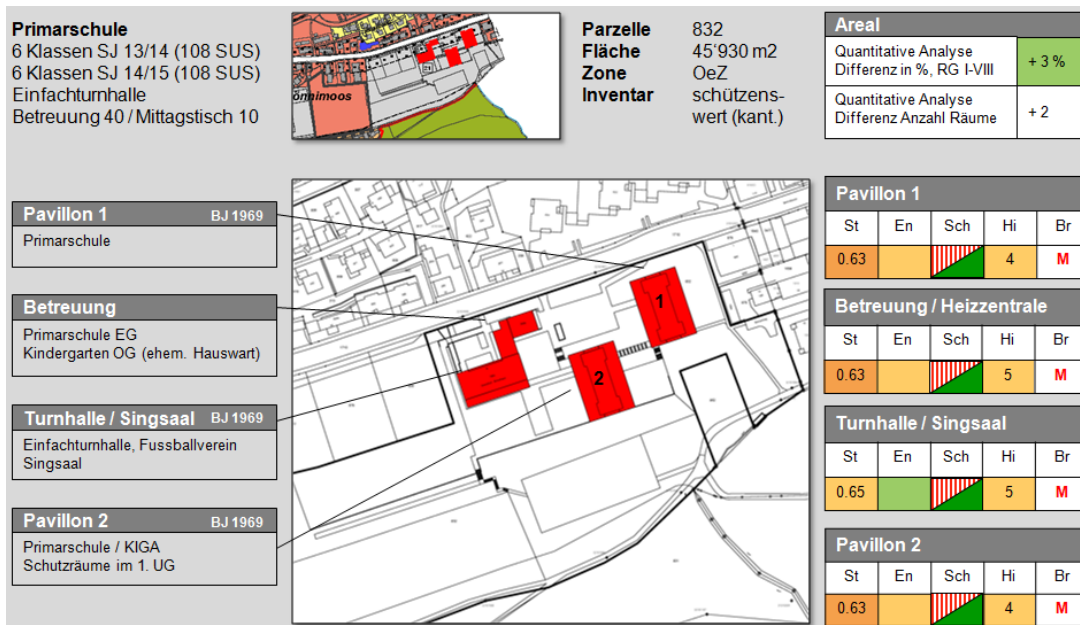 Primarschule
6 Klassen SJ 13/14 (108 SUS)
6 Klassen SJ 14/15 (108 SUS)
Einfachturnhalle
Betreuung 40 / Mittagstisch 10
önnimoos
Parzelle 832
Fläche 45'930 m2
Zone OeZ
Inventar schützens-
wert (kant.)
Areal
Quantitative Analyse
Differenz in %, RG I-VIII
+ 3 %
Quantitative Analyse
Differenz Anzahl Räume
+ 2
Pavillon 1 BJ 1969
Primarschule
Betreuung
Primarschule EG
Kindergarten OG (ehem. Hauswart)
Turnhalle / Singsaal BJ 1969
Einfachturnhalle, Fussballverein
Singsaal
Pavillon 2 BJ 1969
Primarschule / KIGA
Schutzräume im 1. UG
1
2
Pavillon 1
St En Sch Hi Br
0.63 4 M
Betreuung / Heizzentrale
St En Sch Hi Br
0.63 5 M
Turnhalle / Singsaal
St En Sch Hi Br
0.65 5 M
Pavillon 2
St En Sch Hi Br
0.63 4 M